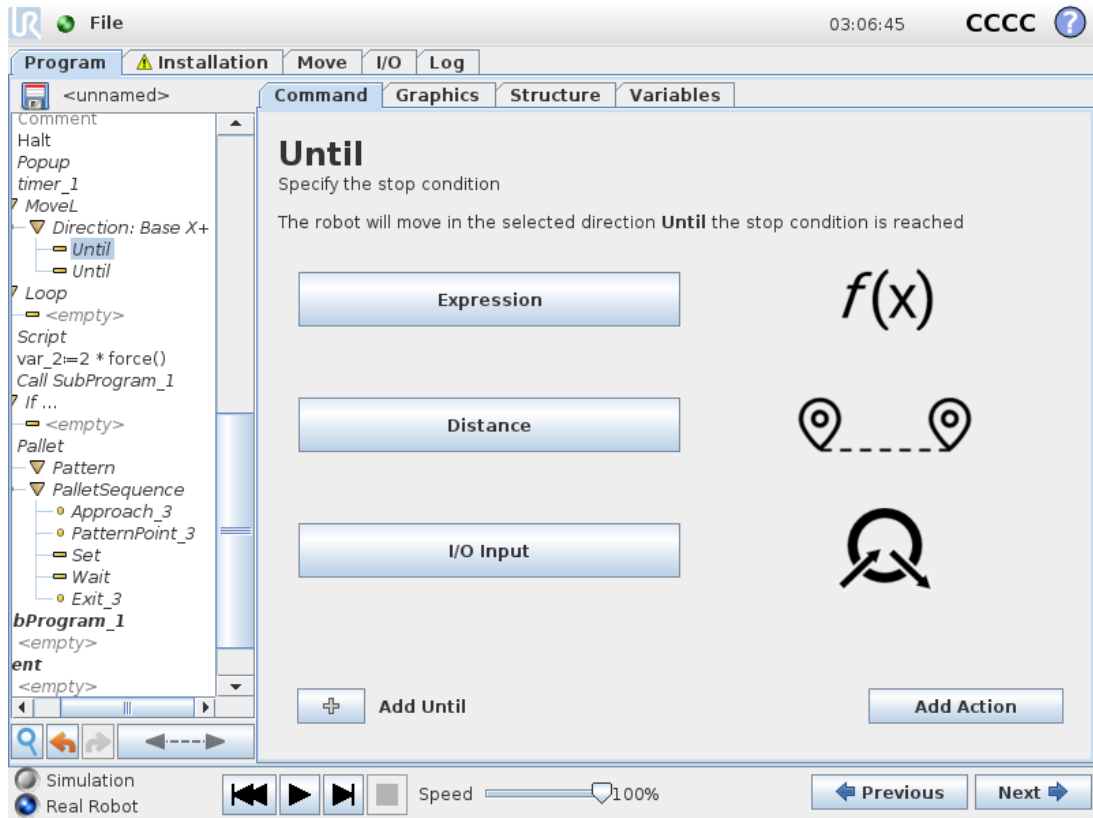 UR File 03:06:45 CCCC ?
Program Installation Move I/O Log
<unnamed>
Command Graphics Structure Variables
Comment
Halt
Popup
timer_1
MoveL
Direction: Base X+
Until
Until
Loop
<empty>
Script
var_2:=2 * force()
Call SubProgram_1
If ...
<empty>
Pallet
Pattern
PalletSequence
Approach_3
PatternPoint_3
Set
Wait
Exit_3
bProgram_1
<empty>
ent
<empty>
Until
Specify the stop condition
The robot will move in the selected direction Until the stop condition is reached
Expression f(x)
Distance
I/O Input
Add Until Add Action
Simulation
Real Robot
Speed 100%
Previous Next